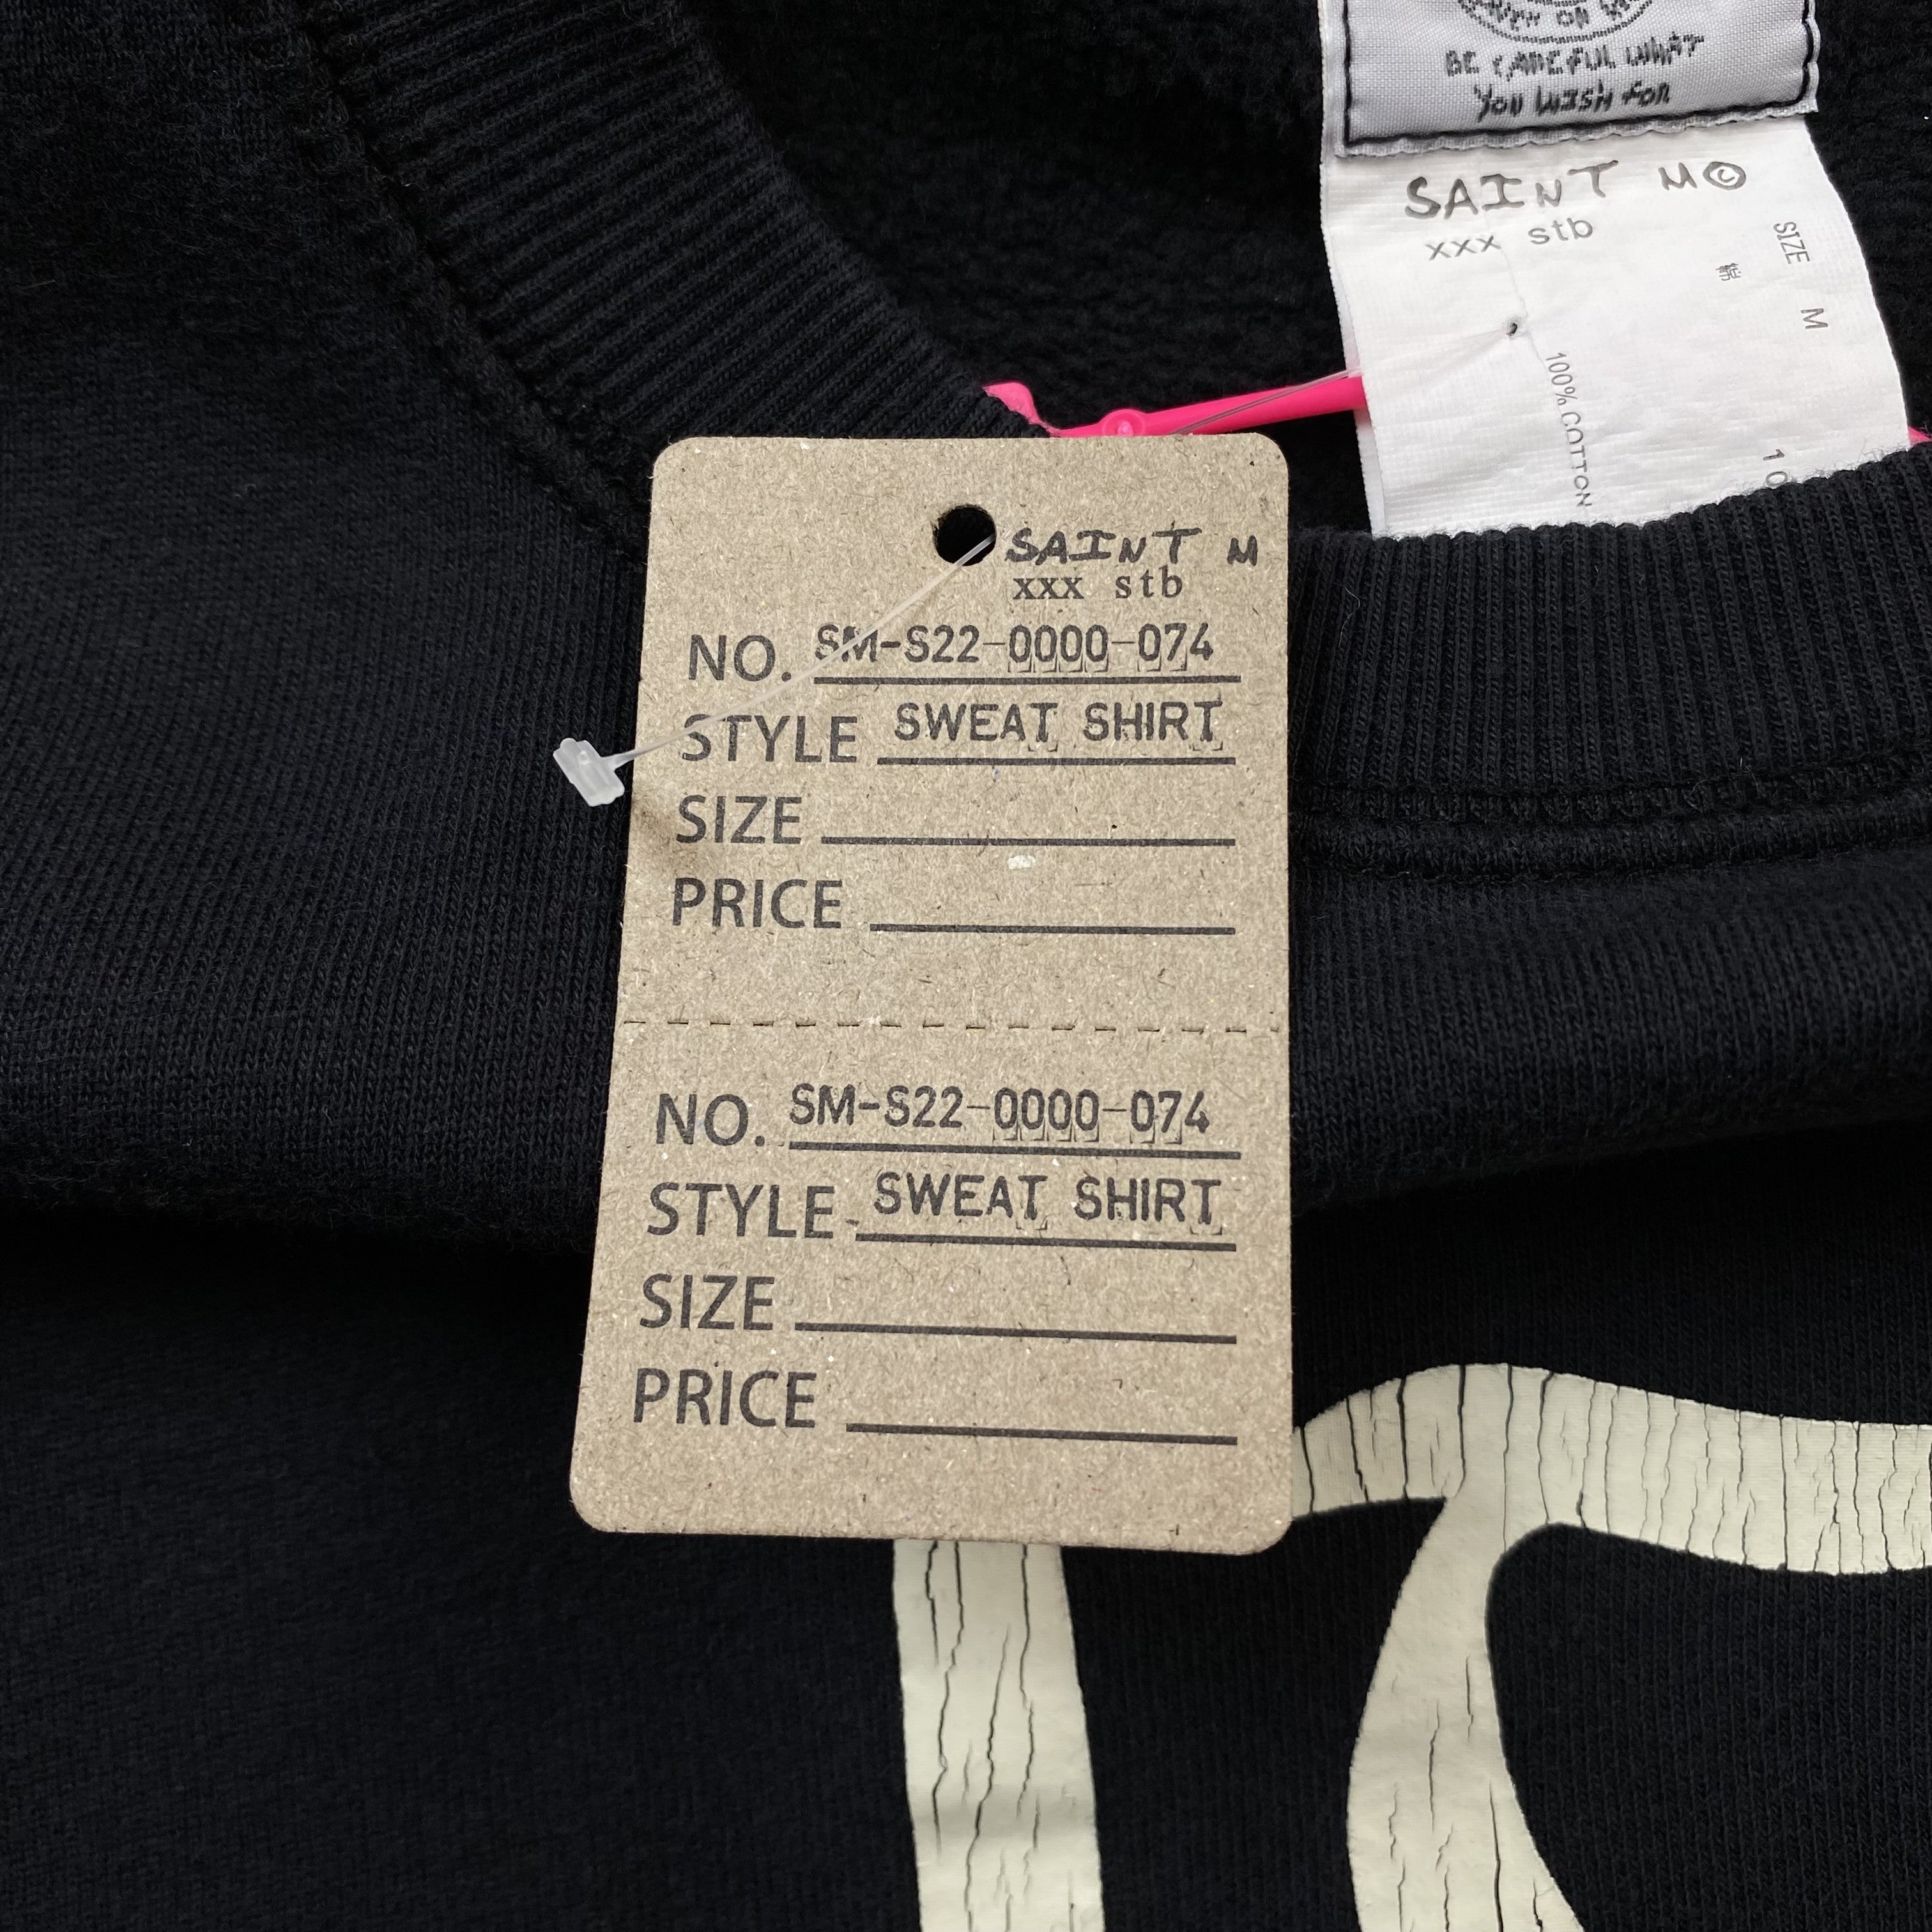 BE CAREFUL WHAT
YOU WISH FOR
SAINT M©
xxx stb
SIZE M
綿
100% COTTON
SAINT M
xxx stb
NO. SM-S22-0000-074
STYLE SWEAT SHIRT
SIZE
PRICE
NO. SM-S22-0000-074
STYLE SWEAT SHIRT
SIZE
PRICE